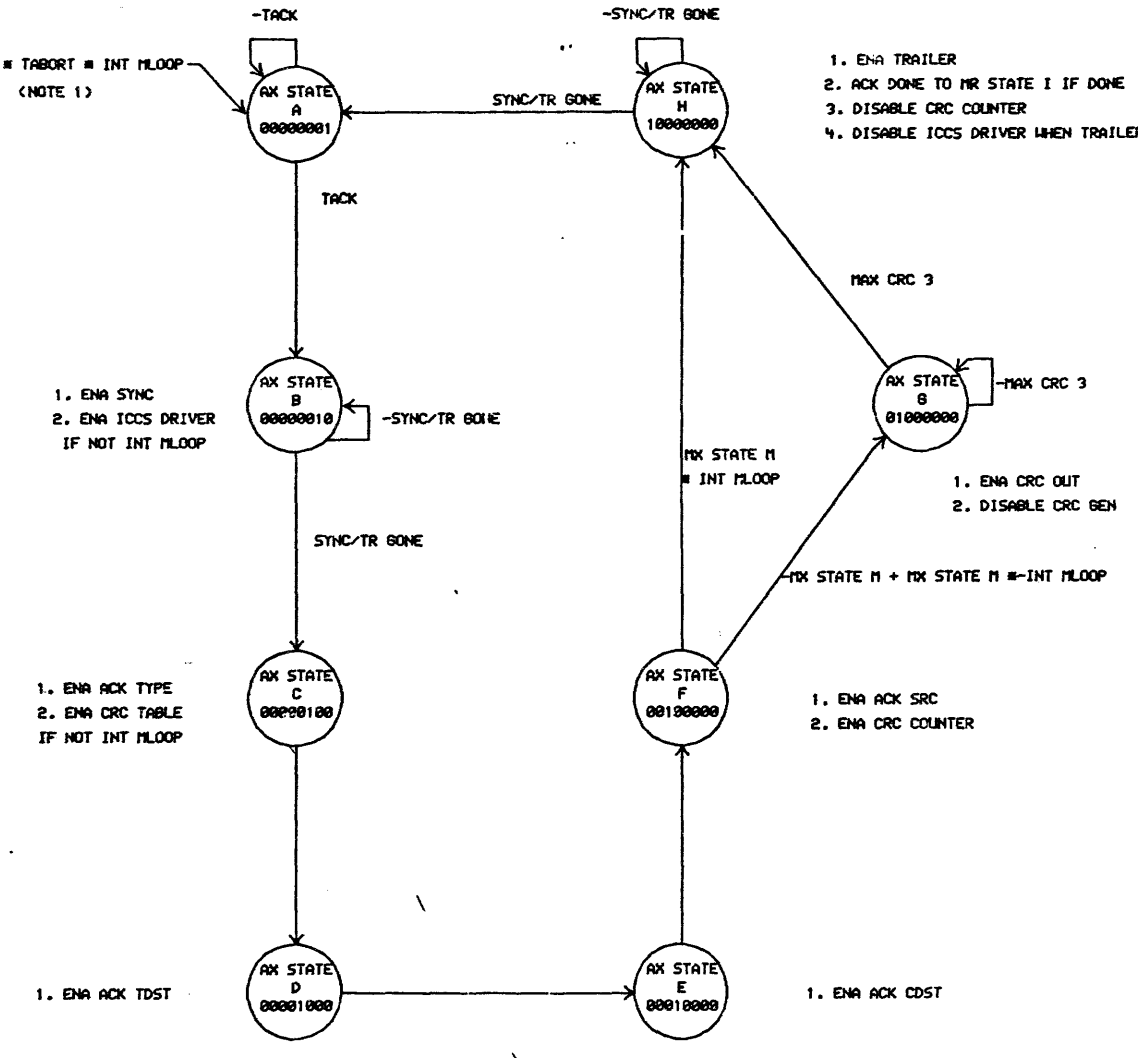 -TACK
-SYNC/TR GONE
* TABORT * INT MLOOP
(NOTE 1)
AX STATE
A
00000001
SYNC/TR GONE
AX STATE
H
10000000
1. ENA TRAILER
2. ACK DONE TO MR STATE I IF DONE
3. DISABLE CRC COUNTER
4. DISABLE ICCS DRIVER WHEN TRAILER
TACK
MAX CRC 3
1. ENA SYNC
2. ENA ICCS DRIVER
IF NOT INT MLOOP
AX STATE
B
00000010
-SYNC/TR GONE
AX STATE
G
01000000
-MAX CRC 3
MX STATE M
* INT MLOOP
1. ENA CRC OUT
2. DISABLE CRC GEN
SYNC/TR GONE
-MX STATE M + MX STATE M *-INT MLOOP
1. ENA ACK TYPE
2. ENA CRC TABLE
IF NOT INT MLOOP
AX STATE
C
00000100
AX STATE
F
00100000
1. ENA ACK SRC
2. ENA CRC COUNTER
1. ENA ACK TDST
AX STATE
D
00001000
AX STATE
E
00010000
1. ENA ACK CDST